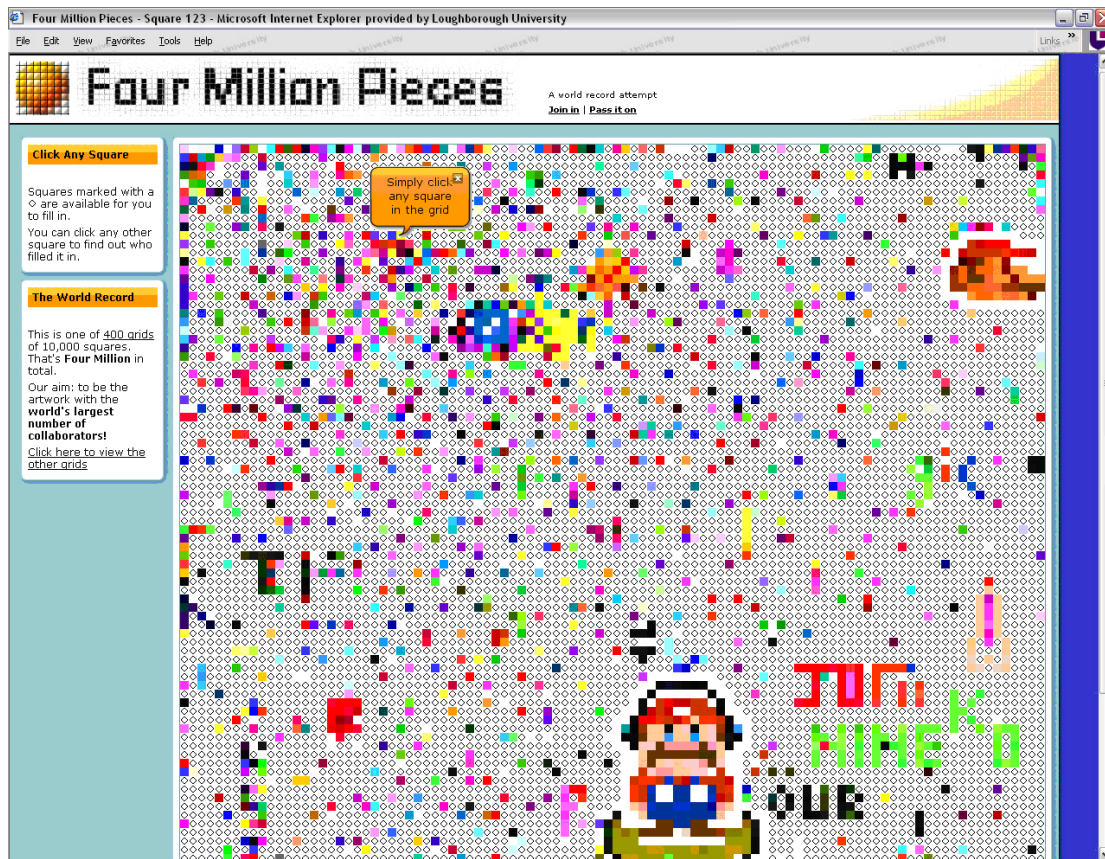 Four Million Pieces - Square 123 - Microsoft Internet Explorer provided by Loughborough University
File Edit View Favorites Tools Help
Links »
Four Million Pieces
A world record attempt
Join in | Pass it on
Click Any Square
Squares marked with a
◇ are available for you
to fill in.
You can click any other
square to find out who
filled it in.
The World Record
This is one of 400 grids
of 10,000 squares.
That's Four Million in
total.
Our aim: to be the
artwork with the
world's largest
number of
collaborators!
Click here to view the
other grids
Simply click
any square
in the grid